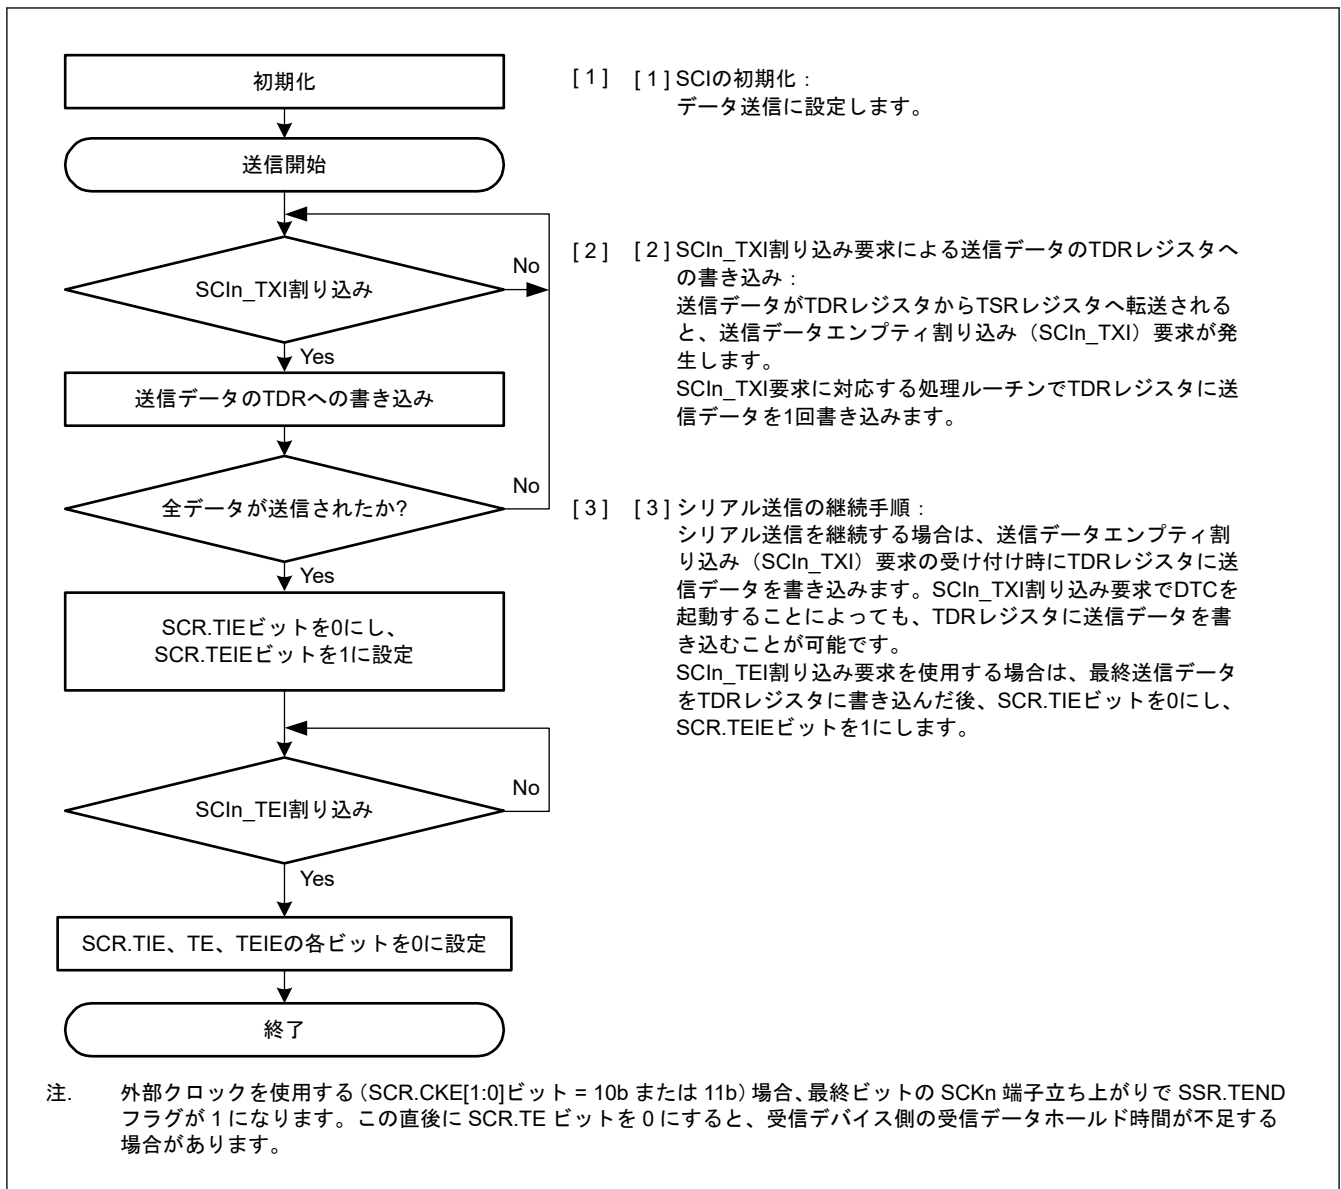 初期化
[ 1 ]
[ 1 ] SCIの初期化：
データ送信に設定します。
送信開始
SCIn_TXI割り込み
No
Yes
[ 2 ]
[ 2 ] SCIn_TXI割り込み要求による送信データのTDRレジスタへ
の書き込み：
送信データがTDRレジスタからTSRレジスタへ転送される
と、送信データエンプティ割り込み（SCIn_TXI）要求が発
生します。
SCIn_TXI要求に対応する処理ルーチンでTDRレジスタに送
信データを1回書き込みます。
送信データのTDRへの書き込み
全データが送信されたか?
No
Yes
[ 3 ]
[ 3 ] シリアル送信の継続手順：
シリアル送信を継続する場合は、送信データエンプティ割
り込み（SCIn_TXI）要求の受け付け時にTDRレジスタに送
信データを書き込みます。SCIn_TXI割り込み要求でDTCを
起動することによっても、TDRレジスタに送信データを書
き込むことが可能です。
SCIn_TEI割り込み要求を使用する場合は、最終送信データ
をTDRレジスタに書き込んだ後、SCR.TIEビットを0にし、
SCR.TEIEビットを1にします。
SCR.TIEビットを0にし、
SCR.TEIEビットを1に設定
SCIn_TEI割り込み
No
Yes
SCR.TIE、TE、TEIEの各ビットを0に設定
終了
注. 外部クロックを使用する（SCR.CKE[1:0]ビット = 10b または 11b）場合、最終ビットの SCKn 端子立ち上がりで SSR.TEND
フラグが 1 になります。この直後に SCR.TE ビットを 0 にすると、受信デバイス側の受信データホールド時間が不足する
場合があります。